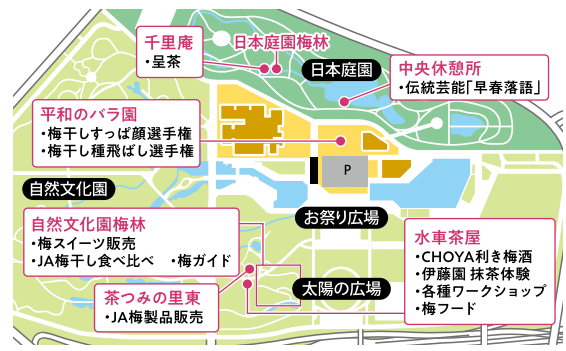 千里庵
・呈茶
日本庭園梅林
日本庭園
中央休憩所
・伝統芸能「早春落語」
平和のバラ園
・梅干しすっぱ顔選手権
・梅干し種飛ばし選手権
P
自然文化園
お祭り広場
自然文化園梅林
・梅スイーツ販売
・JA梅干し食べ比べ ・梅ガイド
水車茶屋
・CHOYA利き梅酒
・伊藤園 抹茶体験
・各種ワークショップ
・梅フード
太陽の広場
茶つみの里東
・JA梅製品販売